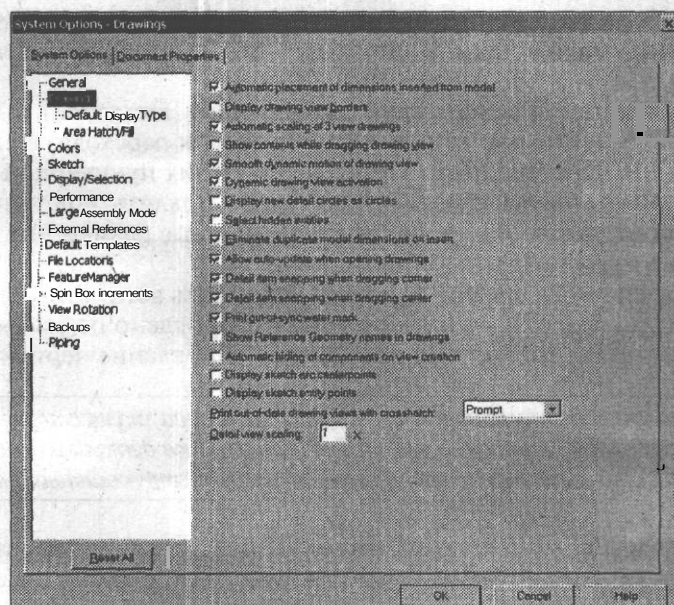 System Options - Drawings
System Options Document Properties
General
Default Display Type
Area Hatch/Fill
Colors
Sketch
Display/Selection
Performance
Large Assembly Mode
External References
Default Templates
File Locations
FeatureManager
Spin Box increments
View Rotation
Backups
Piping
Reset All
Automatic placement of dimensions inserted from model
Display drawing view borders
Automatic scaling of 3 view drawings
Show contents while dragging drawing view
Smooth dynamic motion of drawing view
Dynamic drawing view activation
Display new detail circles as circles
Select hidden entities
Eliminate duplicate model dimensions on insert
Allow auto-update when opening drawings
Detail item snapping when dragging corner
Detail item snapping when dragging center
Print out-of-sync water mark
Show Reference Geometry names in drawings
Automatic hiding of components on view creation
Display sketch arc centerpoints
Display sketch entity points
Print out-of-date drawing views with crosshatch: Prompt
Detail view scaling: 1 X
OK Cancel Help